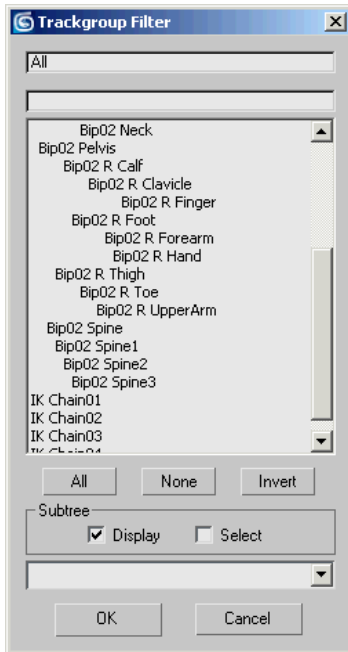 Trackgroup Filter
All
Bip02 Neck
Bip02 Pelvis
Bip02 R Calf
Bip02 R Clavicle
Bip02 R Finger
Bip02 R Foot
Bip02 R Forearm
Bip02 R Hand
Bip02 R Thigh
Bip02 R Toe
Bip02 R UpperArm
Bip02 Spine
Bip02 Spine1
Bip02 Spine2
Bip02 Spine3
IK Chain01
IK Chain02
IK Chain03
IK Chain04
All None Invert
Subtree
Display Select
OK Cancel